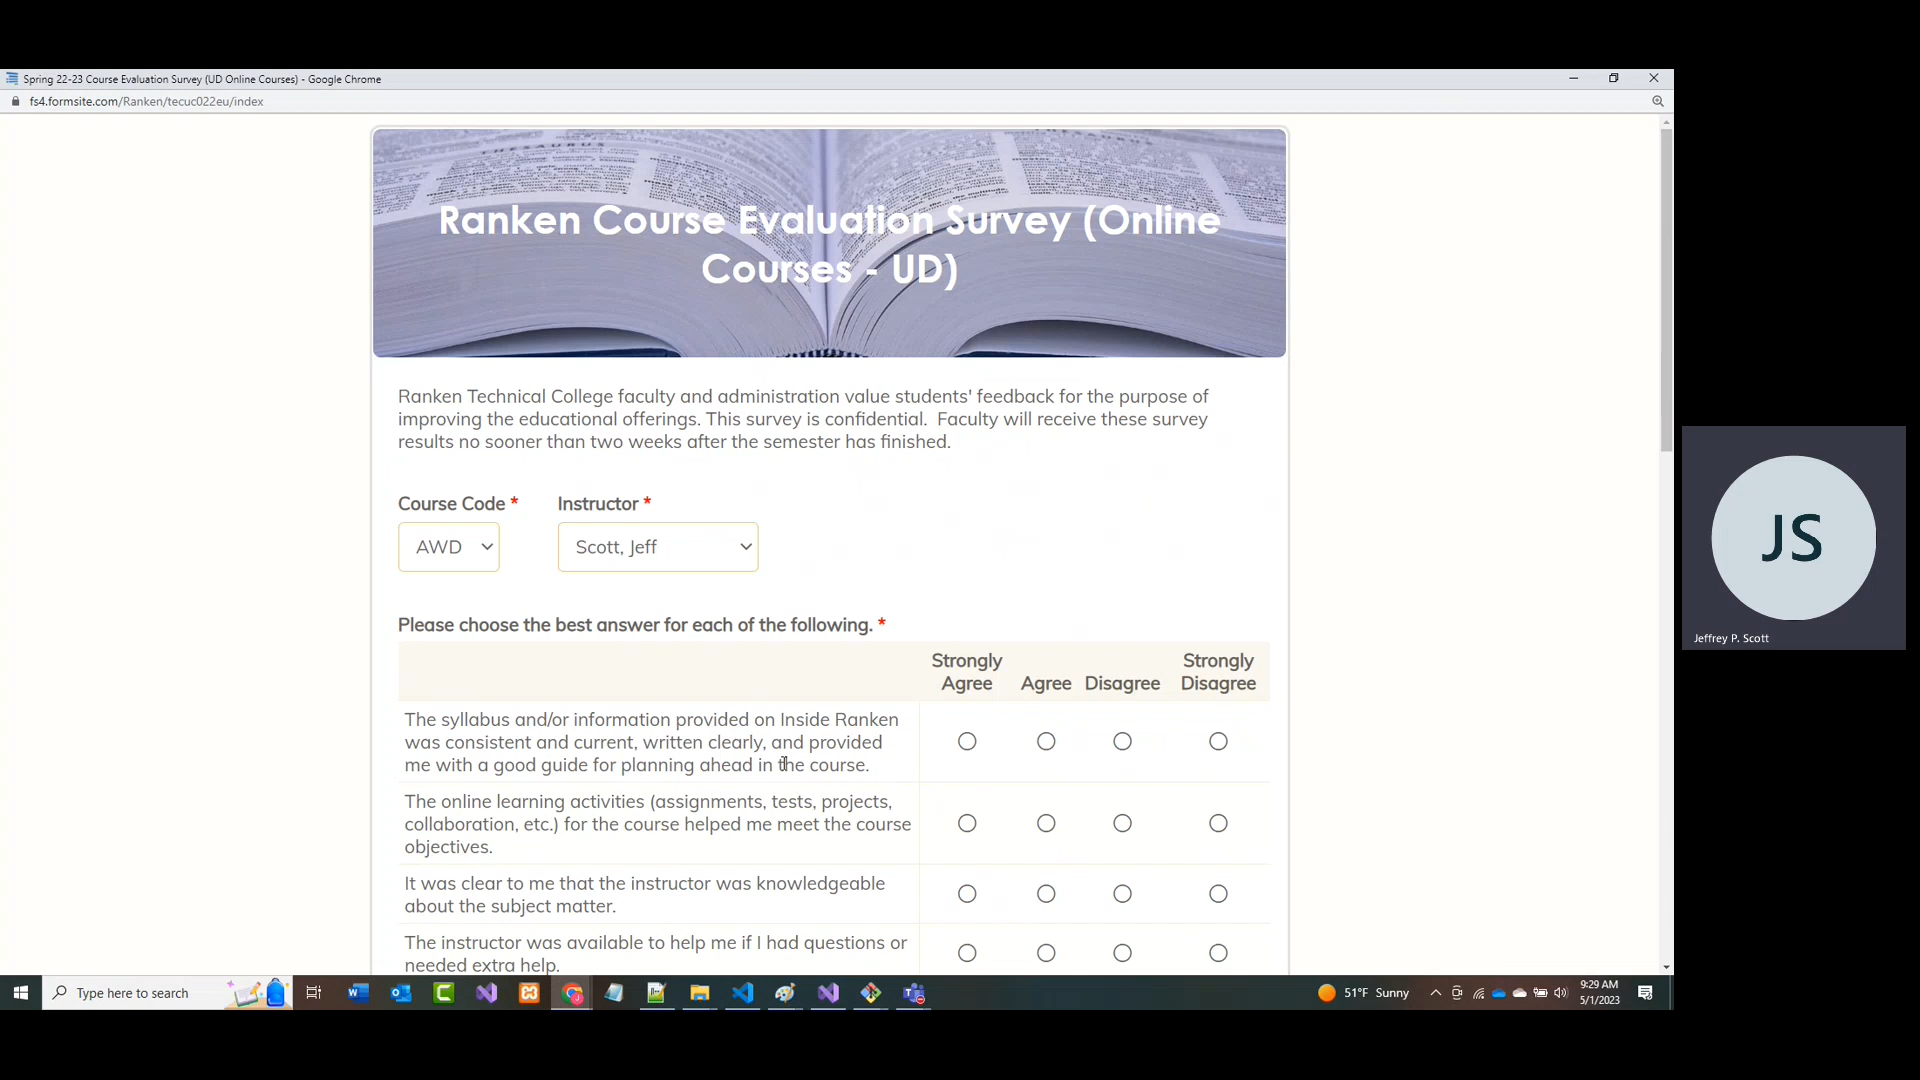 Spring 22-23 Course Evaluation Survey (UD Online Courses) - Google Chrome
fs4.formsite.com/Ranken/tecuc022eu/index
THESAURUS
Ranken Course Evaluation Survey (Online
Courses - UD)
Ranken Technical College faculty and administration value students' feedback for the purpose of
improving the educational offerings. This survey is confidential.  Faculty will receive these survey
results no sooner than two weeks after the semester has finished.
Course Code * Instructor *
AWD Scott, Jeff
Please choose the best answer for each of the following. *
Strongly Agree Agree Disagree Strongly Disagree
The syllabus and/or information provided on Inside Ranken
was consistent and current, written clearly, and provided
me with a good guide for planning ahead in the course.
The online learning activities (assignments, tests, projects,
collaboration, etc.) for the course helped me meet the course
objectives.
It was clear to me that the instructor was knowledgeable
about the subject matter.
The instructor was available to help me if I had questions or
needed extra help.
JS
Jeffrey P. Scott
Type here to search
51°F Sunny
9:29 AM
5/1/2023